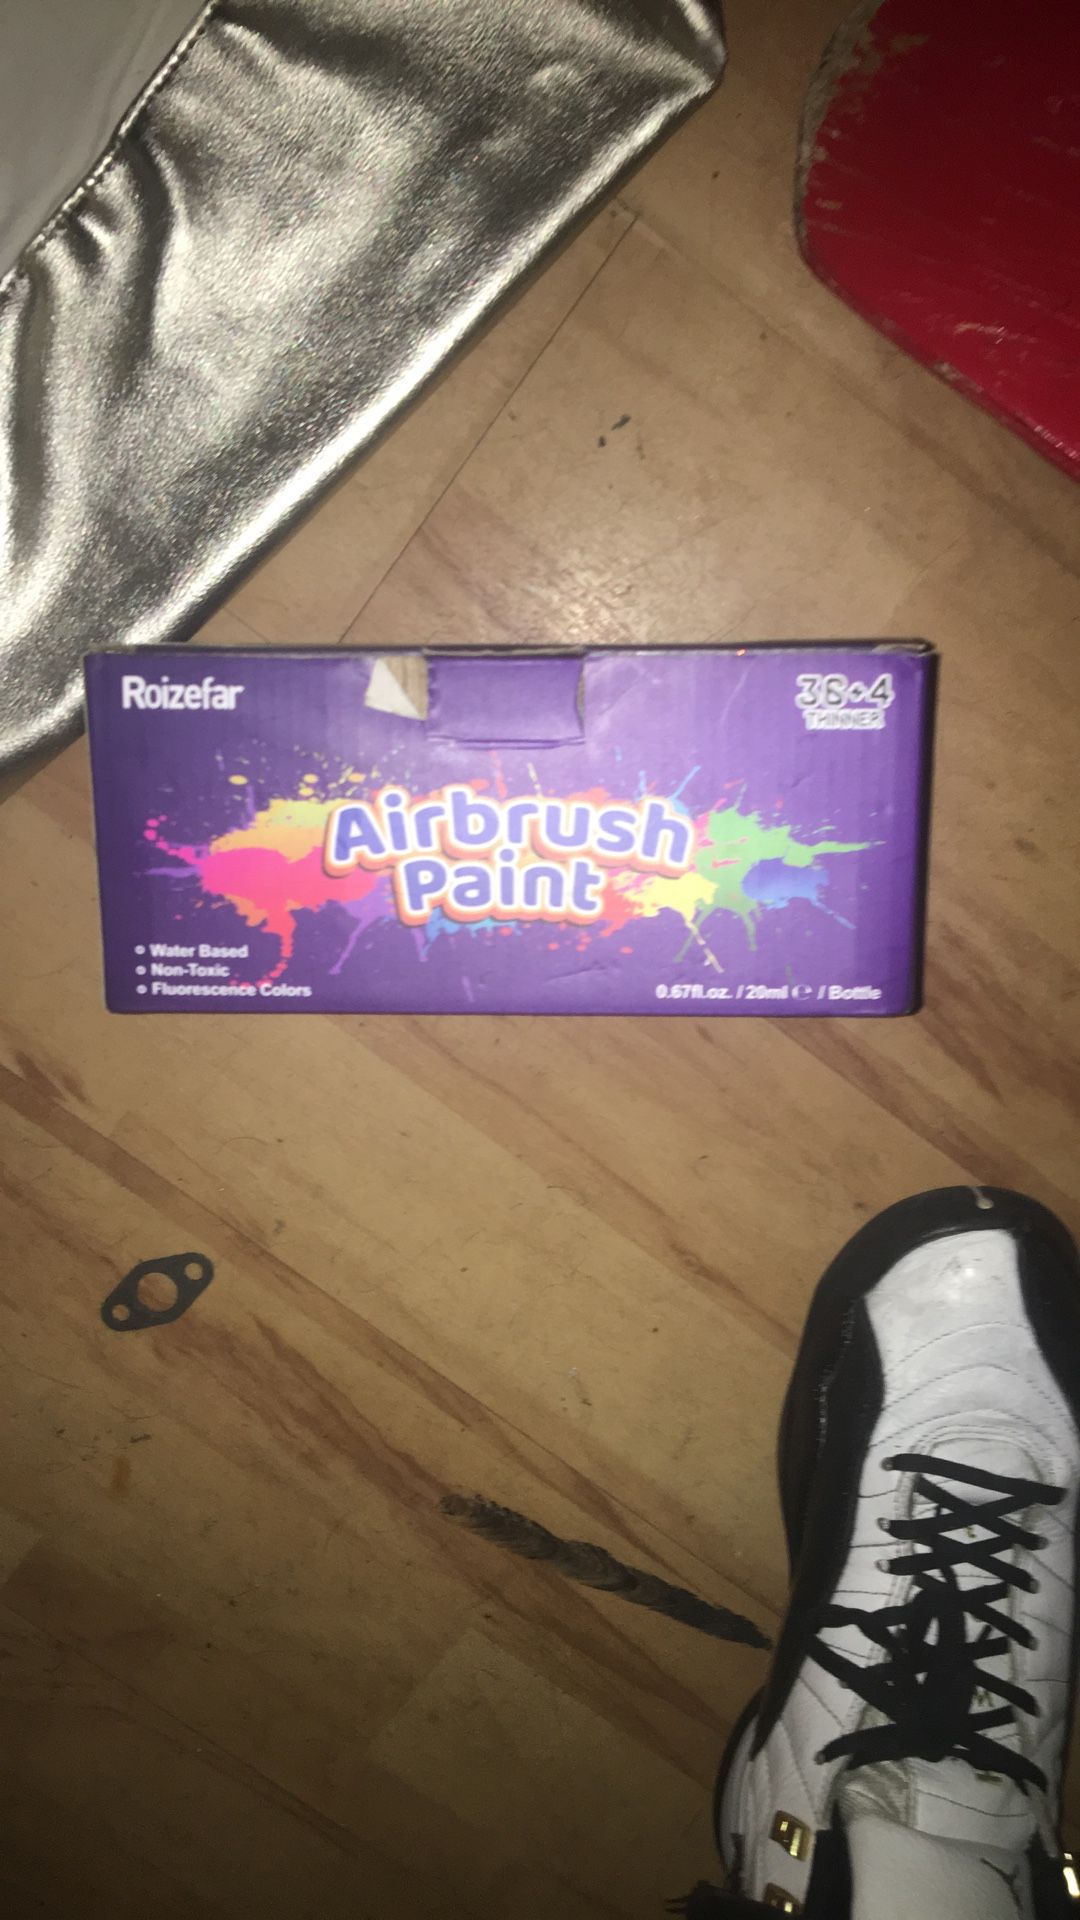 Roizefar
36+4
THINNER
Airbrush
Paint
Water Based
Non-Toxic
Fluorescence Colors
0.67fl.oz. / 20ml ℮ / Bottle